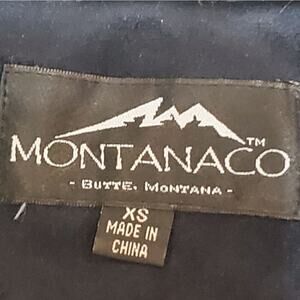 MONTANACO™
- BUTTE, MONTANA -
XS
MADE IN
CHINA